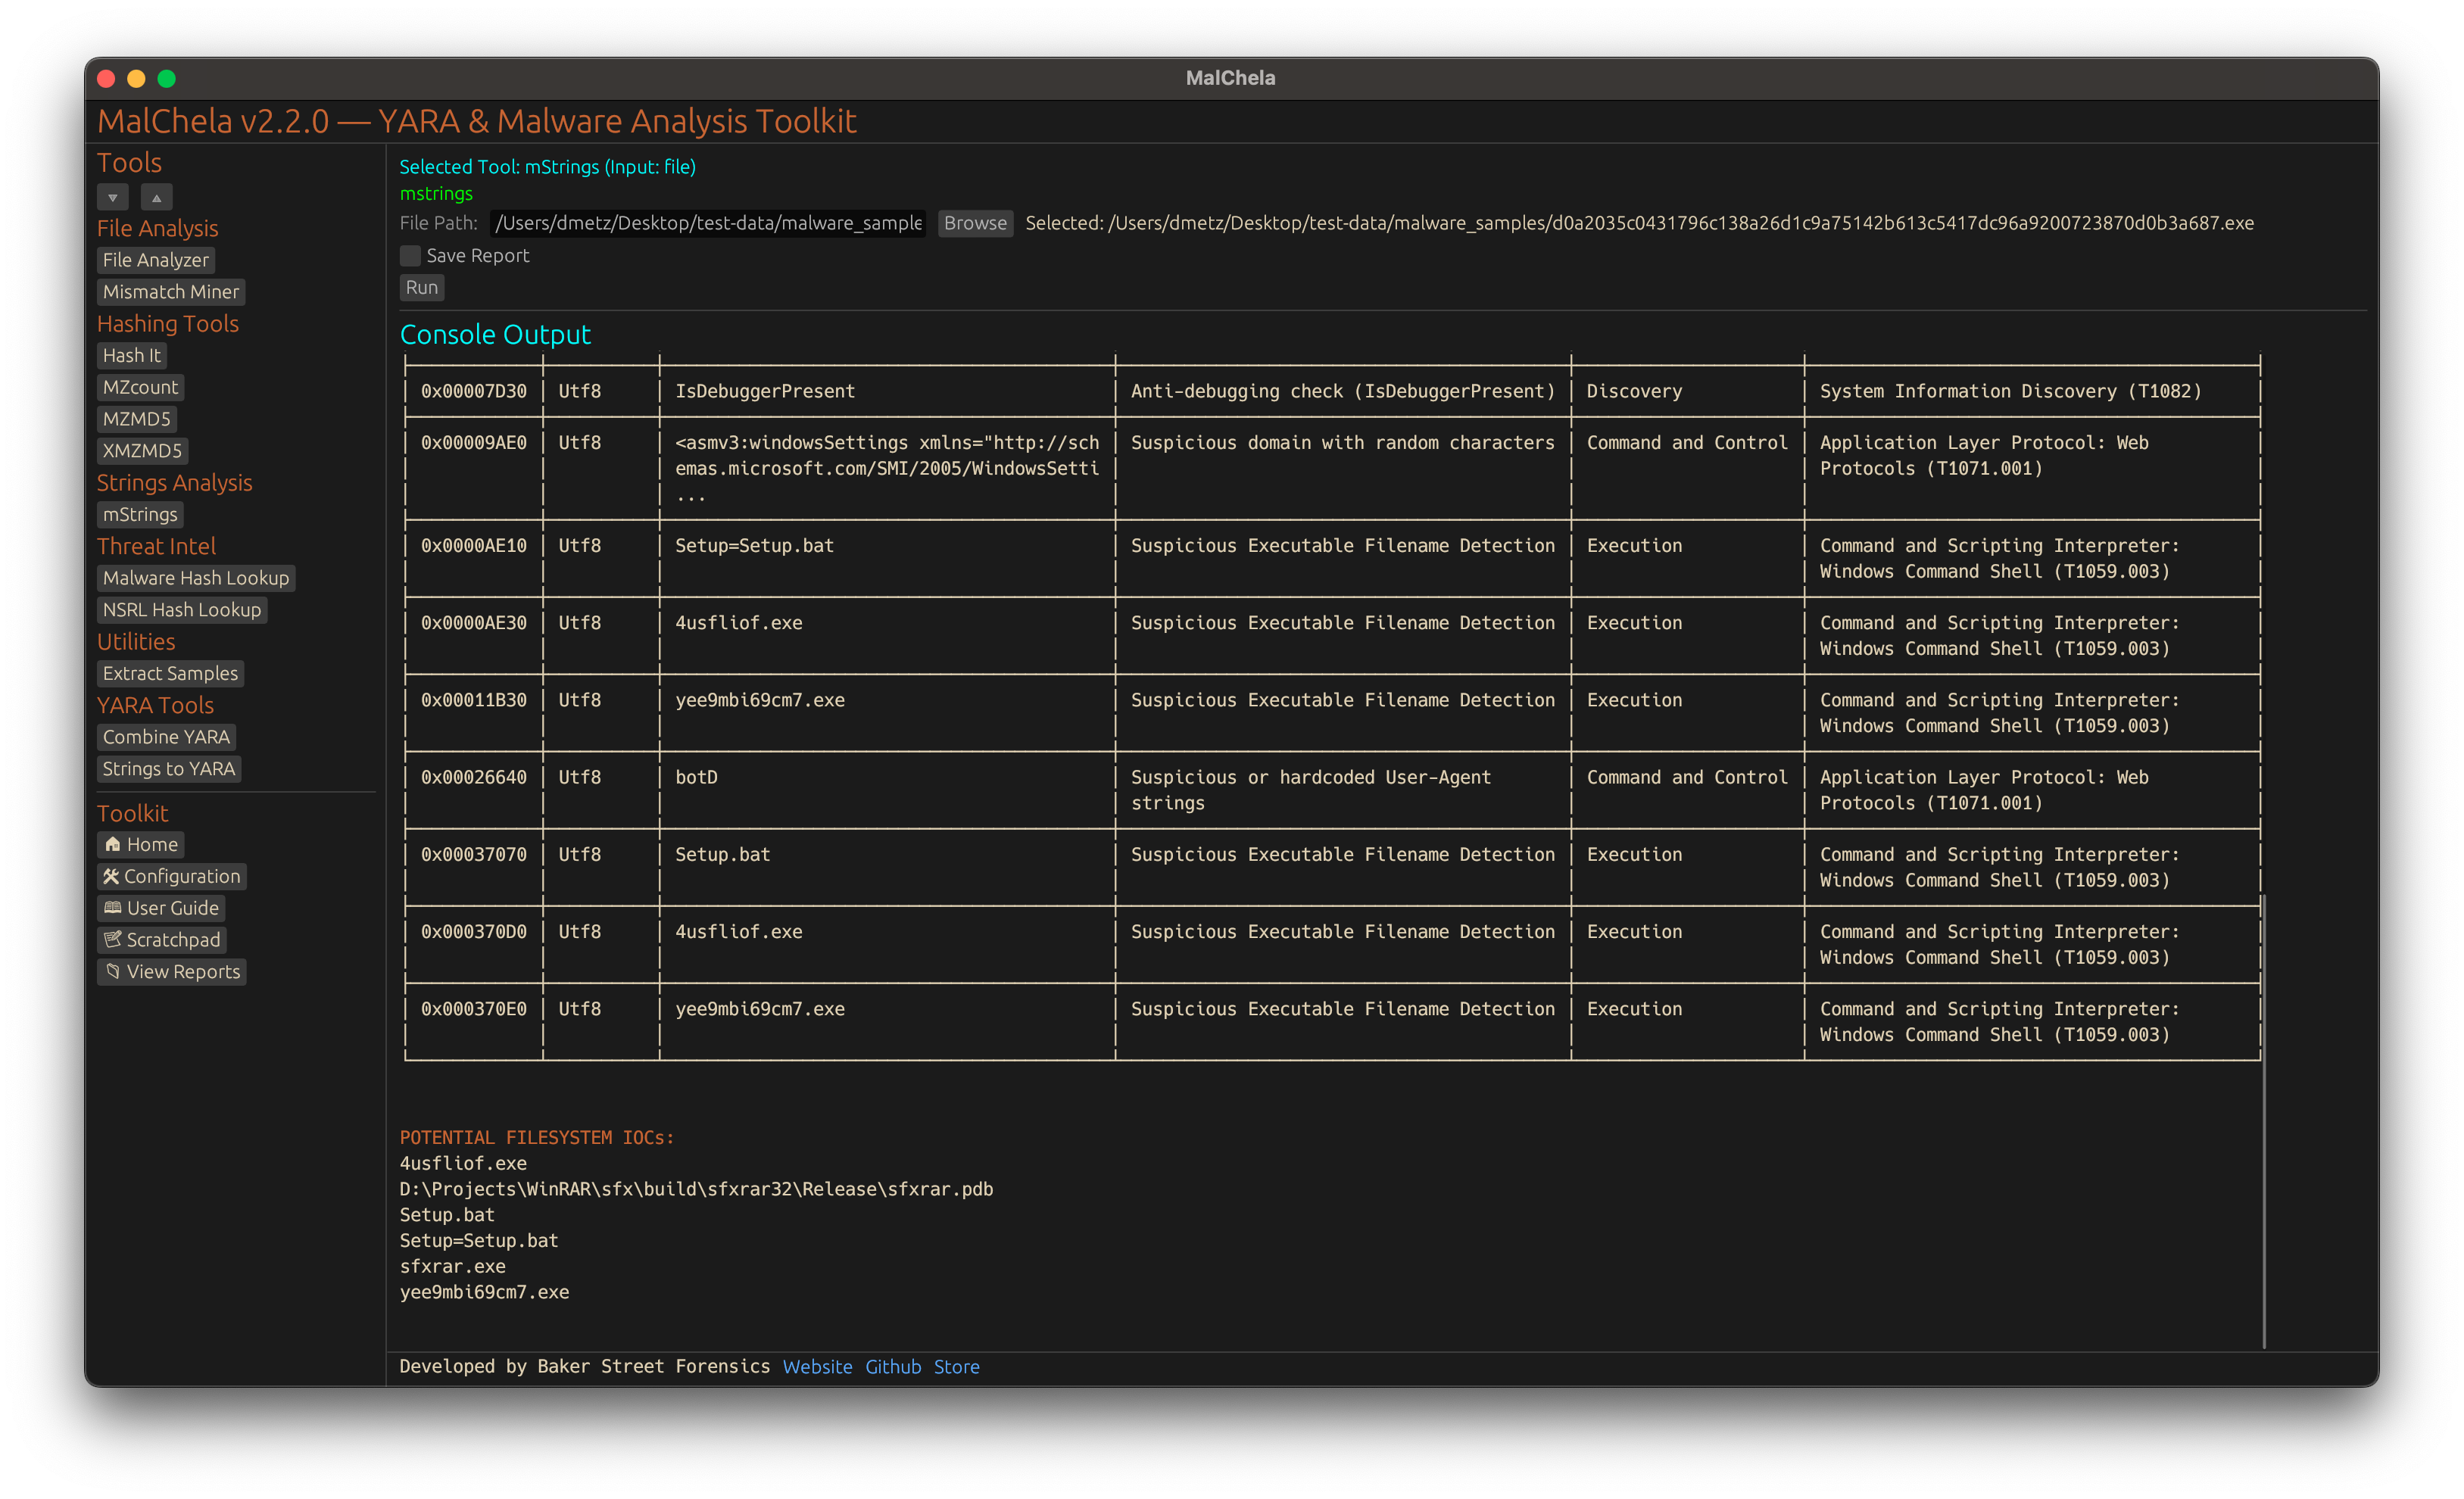 MalChela
MalChela v2.2.0 — YARA & Malware Analysis Toolkit
Tools
File Analysis
File Analyzer
Mismatch Miner
Hashing Tools
Hash It
MZcount
MZMD5
XMZMD5
Strings Analysis
mStrings
Threat Intel
Malware Hash Lookup
NSRL Hash Lookup
Utilities
Extract Samples
YARA Tools
Combine YARA
Strings to YARA
Toolkit
Home
Configuration
User Guide
Scratchpad
View Reports
Selected Tool: mStrings (Input: file)
mstrings
File Path: /Users/dmetz/Desktop/test-data/malware_sample Browse Selected: /Users/dmetz/Desktop/test-data/malware_samples/d0a2035c0431796c138a26d1c9a75142b613c5417dc96a9200723870d0b3a687.exe
Save Report
Run
Console Output
0x00007D30 Utf8 IsDebuggerPresent Anti-debugging check (IsDebuggerPresent) Discovery System Information Discovery (T1082)
0x00009AE0 Utf8 <asmv3:windowsSettings xmlns="http://sch Suspicious domain with random characters Command and Control Application Layer Protocol: Web
emas.microsoft.com/SMI/2005/WindowsSetti Protocols (T1071.001)
...
0x0000AE10 Utf8 Setup=Setup.bat Suspicious Executable Filename Detection Execution Command and Scripting Interpreter:
Windows Command Shell (T1059.003)
0x0000AE30 Utf8 4usfliof.exe Suspicious Executable Filename Detection Execution Command and Scripting Interpreter:
Windows Command Shell (T1059.003)
0x00011B30 Utf8 yee9mbi69cm7.exe Suspicious Executable Filename Detection Execution Command and Scripting Interpreter:
Windows Command Shell (T1059.003)
0x00026640 Utf8 botD Suspicious or hardcoded User-Agent Command and Control Application Layer Protocol: Web
strings Protocols (T1071.001)
0x00037070 Utf8 Setup.bat Suspicious Executable Filename Detection Execution Command and Scripting Interpreter:
Windows Command Shell (T1059.003)
0x000370D0 Utf8 4usfliof.exe Suspicious Executable Filename Detection Execution Command and Scripting Interpreter:
Windows Command Shell (T1059.003)
0x000370E0 Utf8 yee9mbi69cm7.exe Suspicious Executable Filename Detection Execution Command and Scripting Interpreter:
Windows Command Shell (T1059.003)
POTENTIAL FILESYSTEM IOCs:
4usfliof.exe
D:\Projects\WinRAR\sfx\build\sfxrar32\Release\sfxrar.pdb
Setup.bat
Setup=Setup.bat
sfxrar.exe
yee9mbi69cm7.exe
Developed by Baker Street Forensics Website Github Store